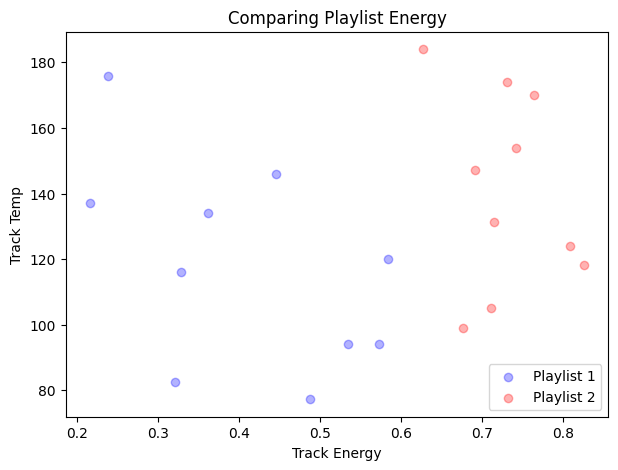 Comparing Playlist Energy
Track Temp
180
160
140
120
100
80
0.2
0.3
0.4
0.5
0.6
0.7
0.8
Track Energy
Playlist 1
Playlist 2